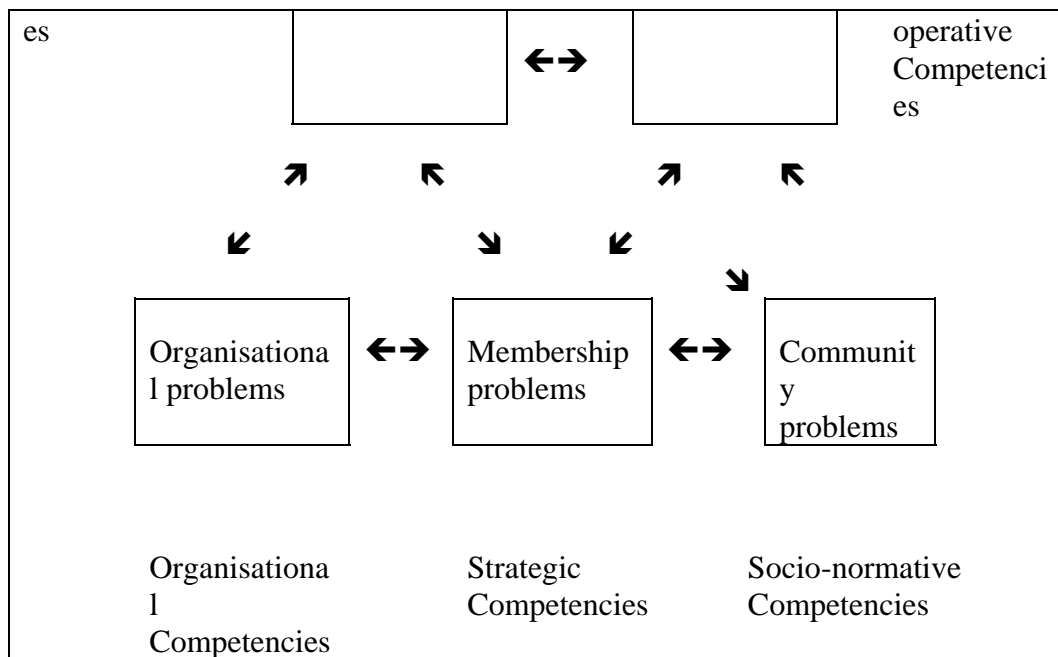 es
operative
Competenci
es
Organisationa
l problems
Membership
problems
Communit
y
problems
Organisationa
l
Competencies
Strategic
Competencies
Socio-normative
Competencies